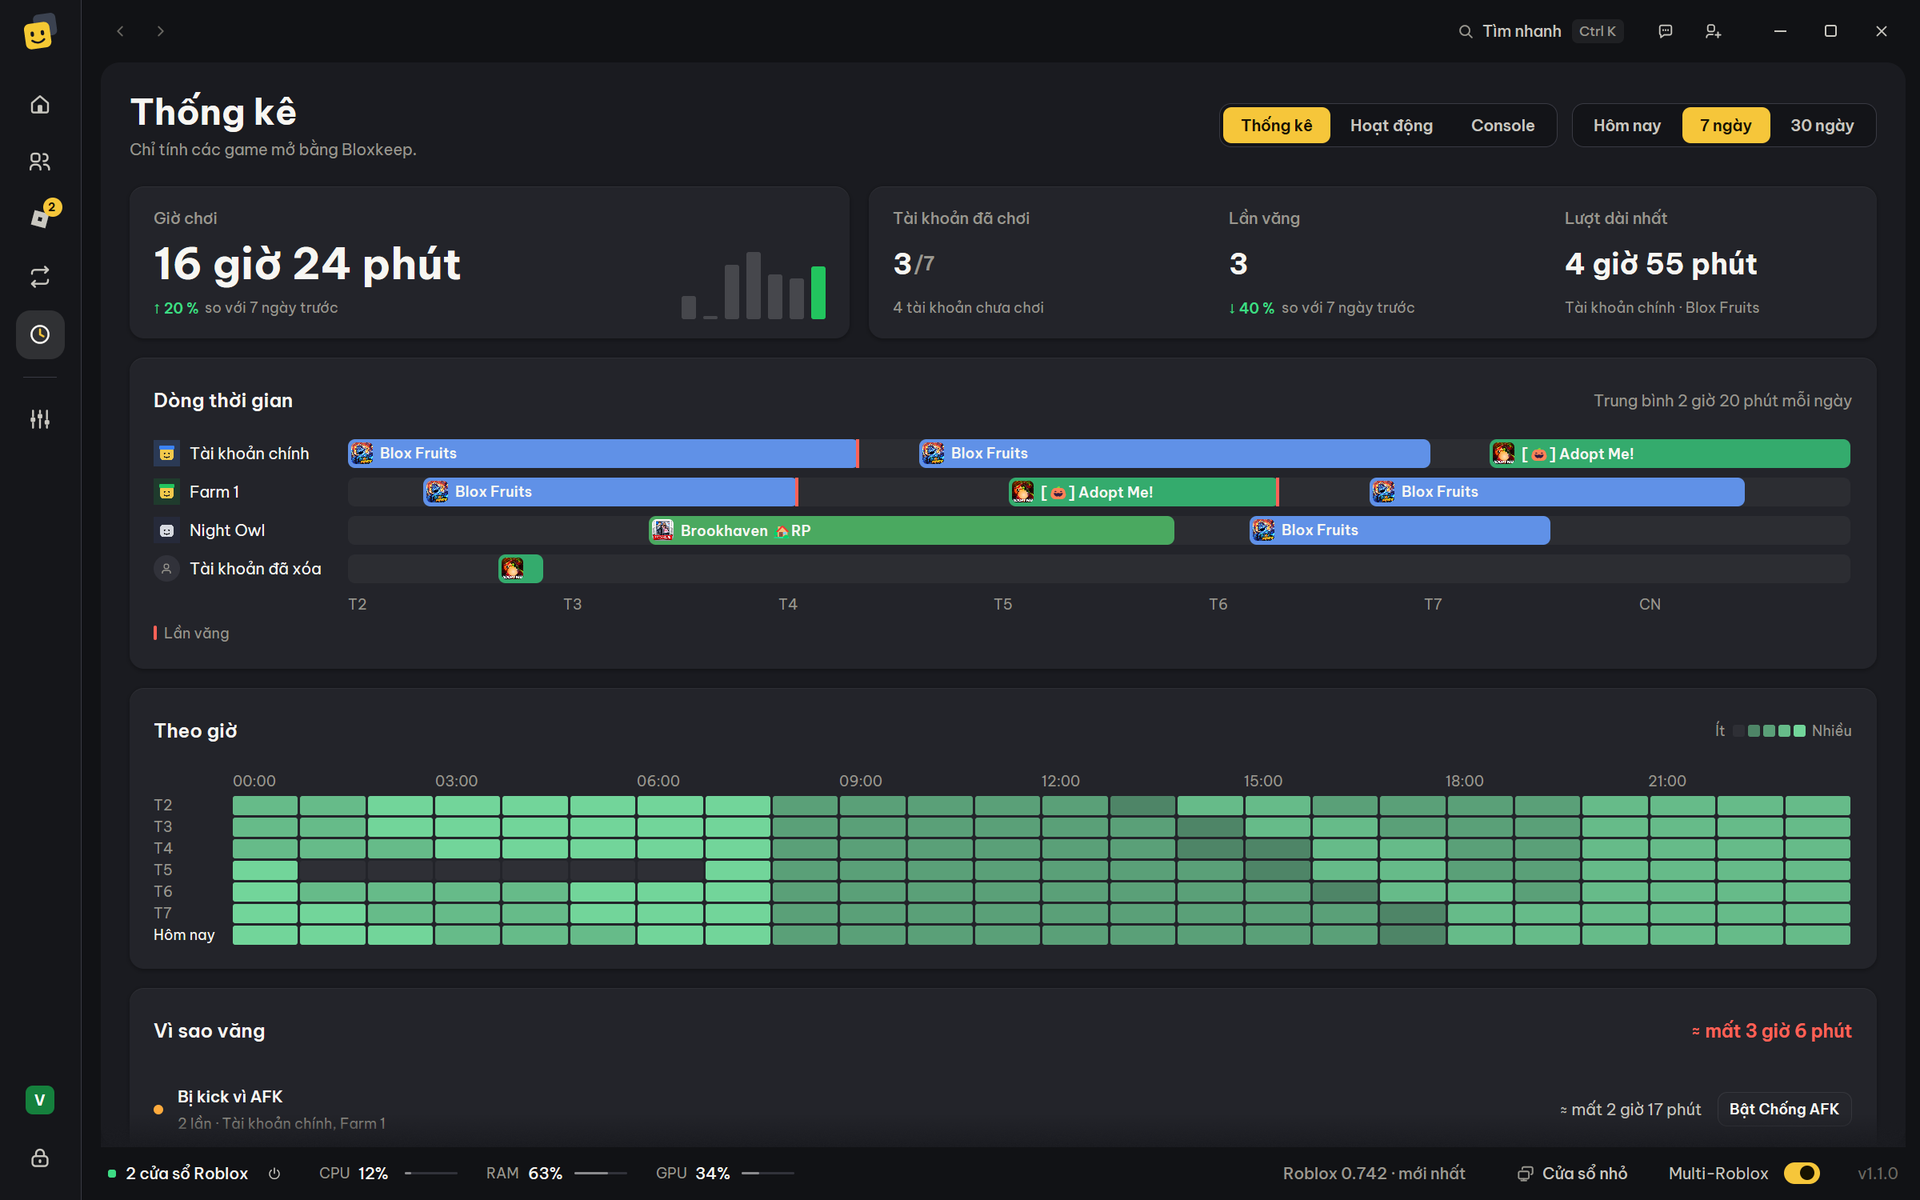 Tìm nhanh Ctrl K
Thống kê
Chỉ tính các game mở bằng Bloxkeep.
Thống kê Hoạt động Console
Hôm nay 7 ngày 30 ngày
2
Giờ chơi
16 giờ 24 phút
↑ 20 % so với 7 ngày trước
Tài khoản đã chơi
3/7
4 tài khoản chưa chơi
Lần văng
3
↓ 40 % so với 7 ngày trước
Lượt dài nhất
4 giờ 55 phút
Tài khoản chính · Blox Fruits
Dòng thời gian
Trung bình 2 giờ 20 phút mỗi ngày
Tài khoản chính Blox Fruits Blox Fruits [🎃] Adopt Me!
Farm 1 Blox Fruits [🎃] Adopt Me! Blox Fruits
Night Owl Brookhaven 🏡RP Blox Fruits
Tài khoản đã xóa
T2 T3 T4 T5 T6 T7 CN
Lần văng
Theo giờ
Ít Nhiều
00:00 03:00 06:00 09:00 12:00 15:00 18:00 21:00
T2
T3
T4
T5
T6
T7
Hôm nay
Vì sao văng
≈ mất 3 giờ 6 phút
Bị kick vì AFK
2 lần · Tài khoản chính, Farm 1
≈ mất 2 giờ 17 phút Bật Chống AFK
V
2 cửa sổ Roblox CPU 12% RAM 63% GPU 34% Roblox 0.742 · mới nhất Cửa sổ nhỏ Multi-Roblox v1.1.0